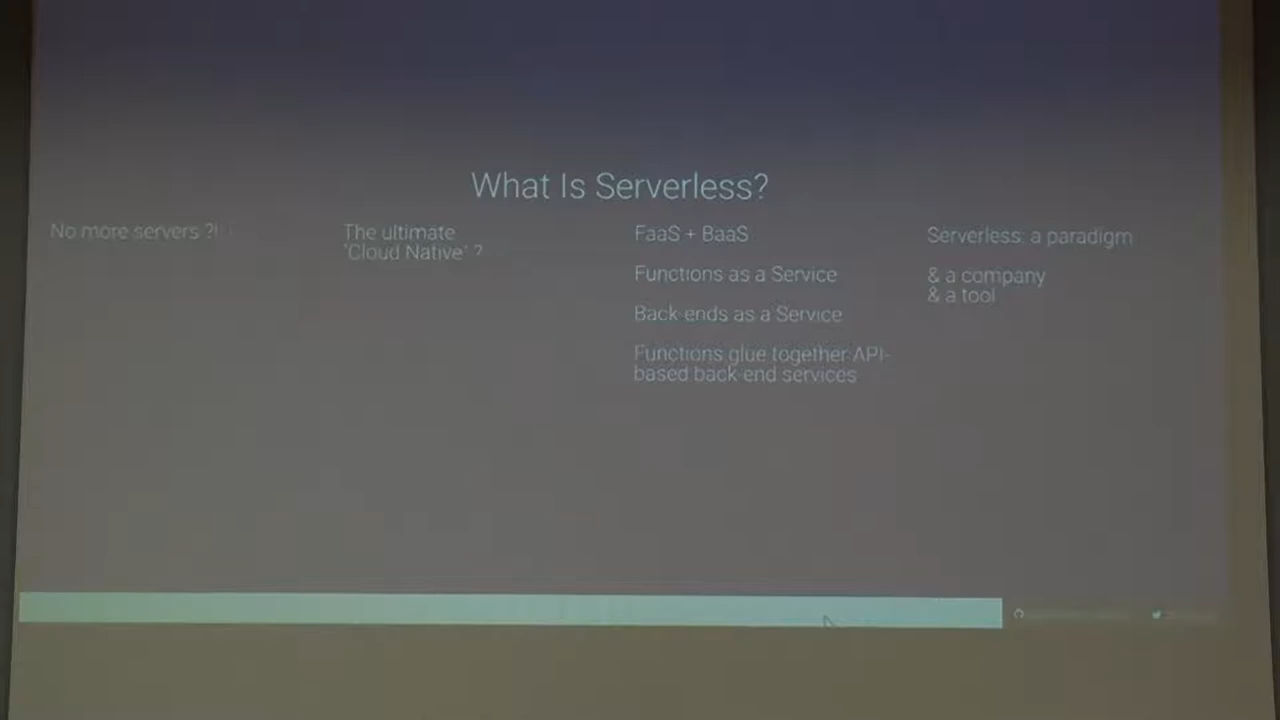 What Is Serverless?
No more servers ?!
The ultimate
'Cloud Native' ?
FaaS + BaaS
Functions as a Service
Back-ends as a Service
Functions glue together API-
based back-end services
Serverless: a paradigm
& a company
& a tool